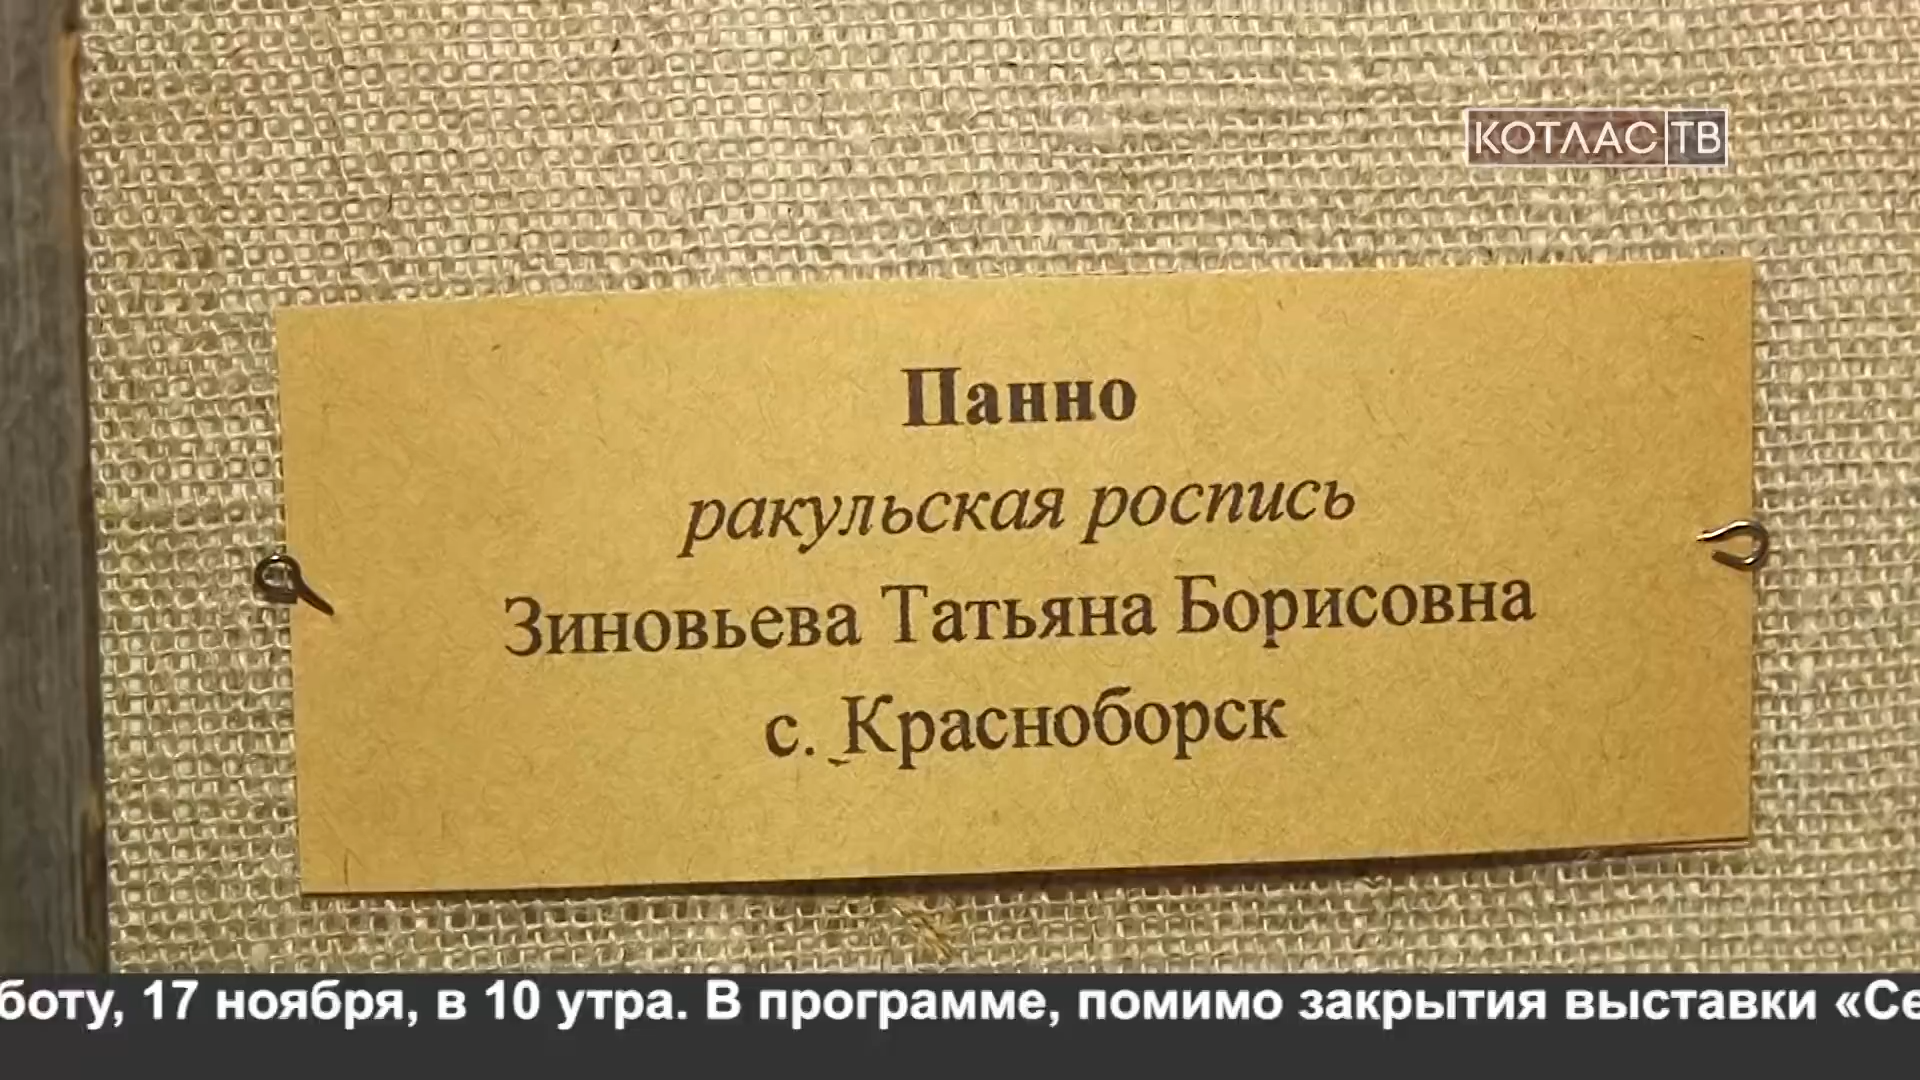 КОТЛАС ТВ
Панно
ракульская роспись
Зиновьева Татьяна Борисовна
с. Красноборск
боту, 17 ноября, в 10 утра. В программе, помимо закрытия выставки «Се